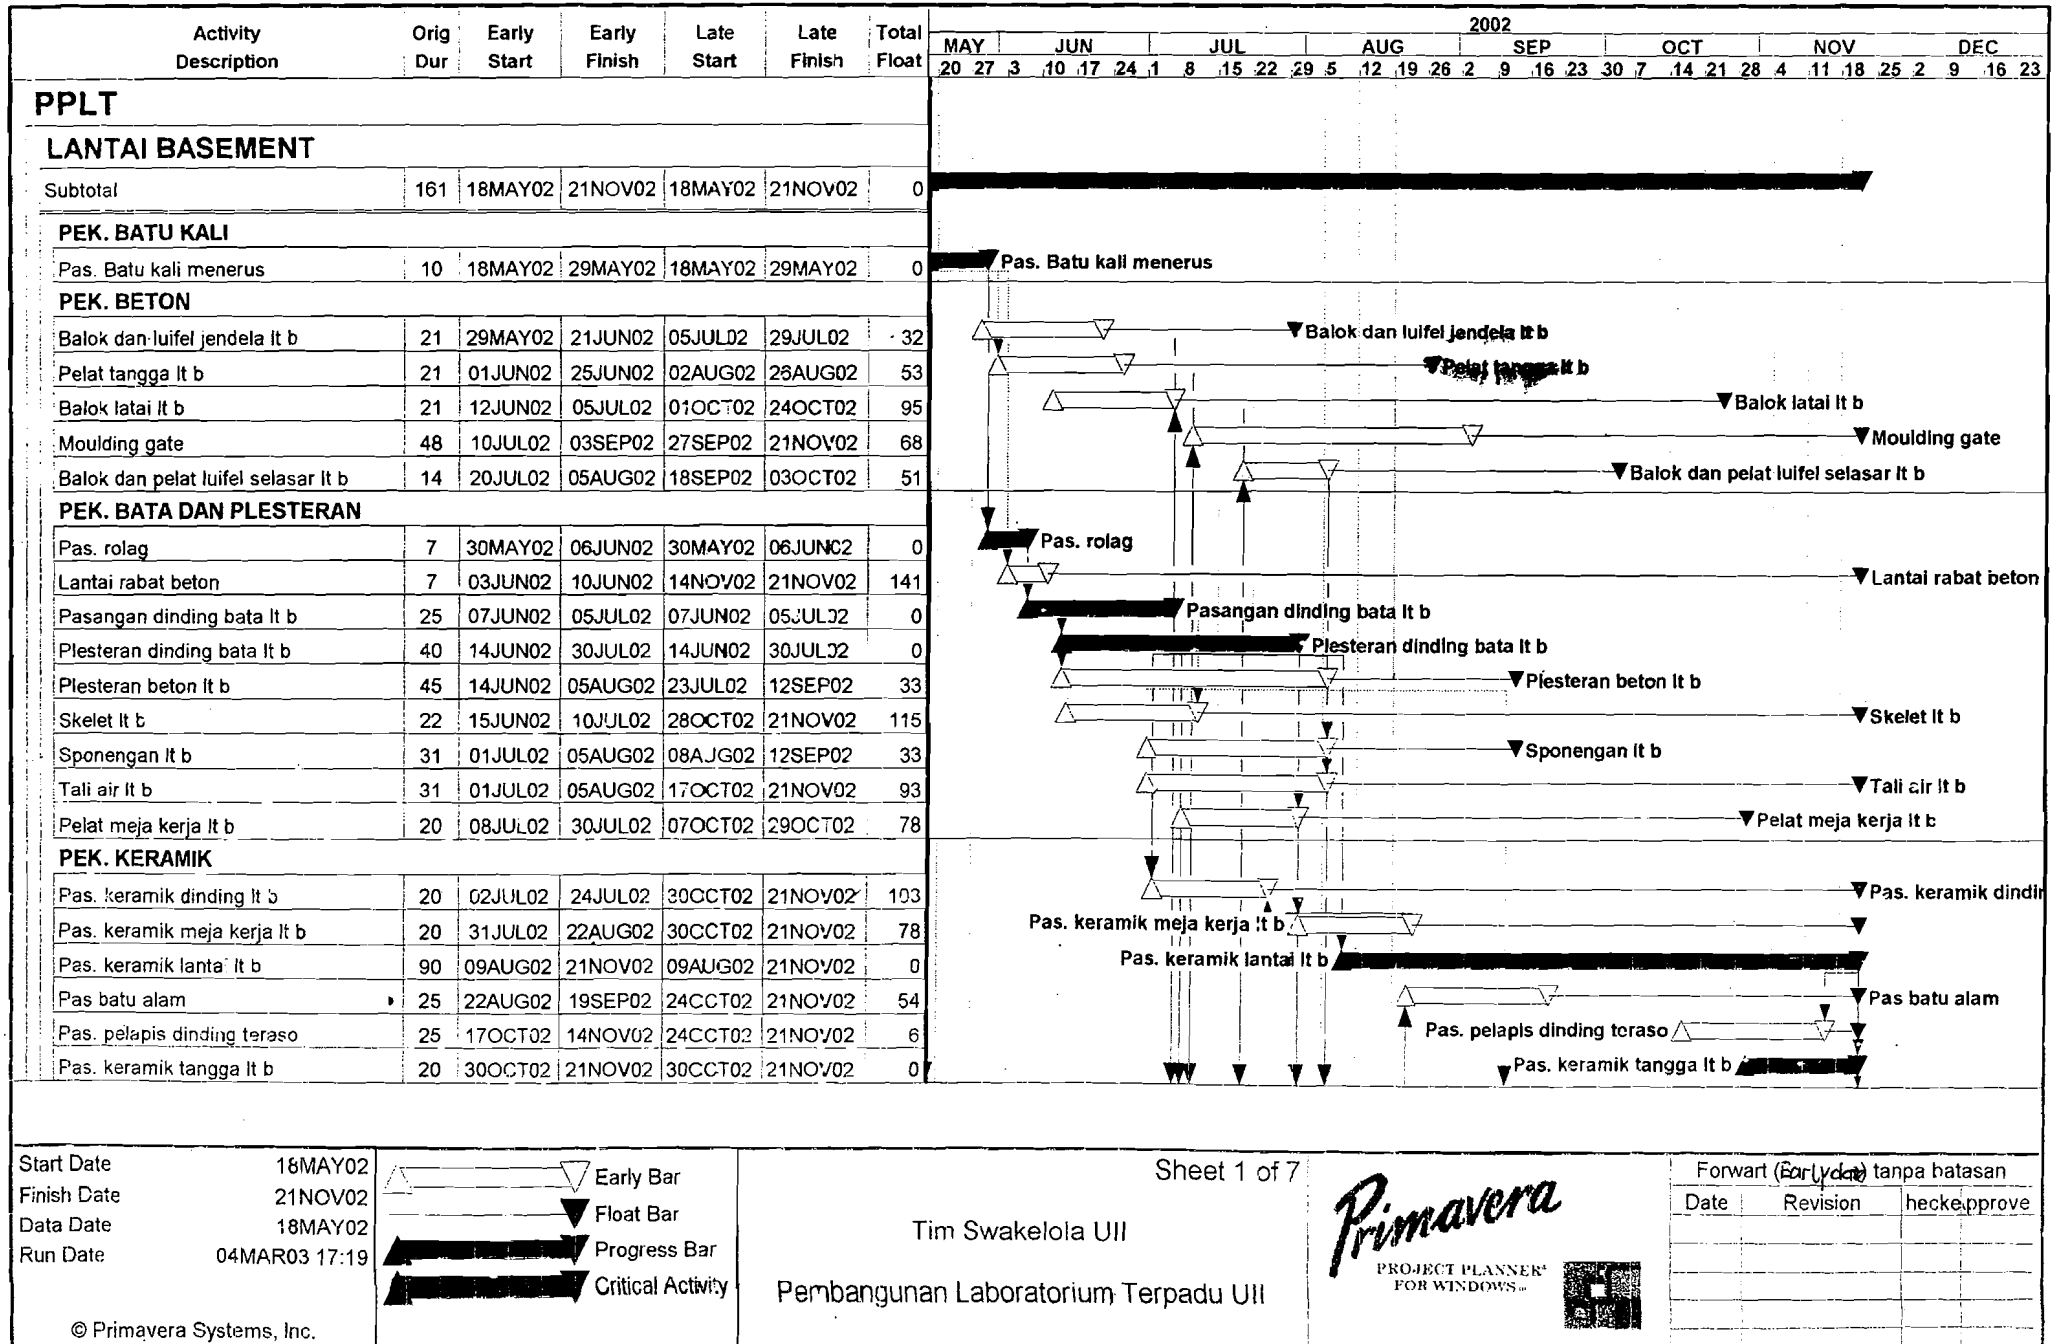 Activity Description Orig Dur Early Start Early Finish Late Start Late Finish Total Float
2002
MAY JUN JUL AUG SEP OCT NOV DEC
20 27 3 10 17 24 1 8 15 22 29 5 12 19 26 2 9 16 23 30 7 14 21 28 4 11 18 25 2 9 16 23
PPLT
LANTAI BASEMENT
Subtotal 161 18MAY02 21NOV02 18MAY02 21NOV02 0
PEK. BATU KALI
Pas. Batu kali menerus 10 18MAY02 29MAY02 18MAY02 29MAY02 0 Pas. Batu kali menerus
PEK. BETON
Balok dan luifel jendela lt b 21 29MAY02 21JUN02 05JUL02 29JUL02 32 Balok dan luifel jendela lt b
Pelat tangga lt b 21 01JUN02 25JUN02 02AUG02 26AUG02 53 Pelat tangga lt b
Balok latai lt b 21 12JUN02 05JUL02 01OCT02 24OCT02 95 Balok latai lt b
Moulding gate 48 10JUL02 03SEP02 27SEP02 21NOV02 68 Moulding gate
Balok dan pelat luifel selasar lt b 14 20JUL02 05AUG02 18SEP02 03OCT02 51 Balok dan pelat luifel selasar lt b
PEK. BATA DAN PLESTERAN
Pas. rolag 7 30MAY02 06JUN02 30MAY02 06JUN02 0 Pas. rolag
Lantai rabat beton 7 03JUN02 10JUN02 14NOV02 21NOV02 141 Lantai rabat beton
Pasangan dinding bata lt b 25 07JUN02 05JUL02 07JUN02 05JUL02 0 Pasangan dinding bata lt b
Plesteran dinding bata lt b 40 14JUN02 30JUL02 14JUN02 30JUL02 0 Plesteran dinding bata lt b
Plesteran beton lt b 45 14JUN02 05AUG02 23JUL02 12SEP02 33 Plesteran beton lt b
Skelet lt b 22 15JUN02 10JUL02 28OCT02 21NOV02 115 Skelet lt b
Sponengan lt b 31 01JUL02 05AUG02 08AUG02 12SEP02 33 Sponengan lt b
Tali air lt b 31 01JUL02 05AUG02 17OCT02 21NOV02 93 Tali air lt b
Pelat meja kerja lt b 20 08JUL02 30JUL02 07OCT02 29OCT02 78 Pelat meja kerja lt b
PEK. KERAMIK
Pas. keramik dinding lt b 20 02JUL02 24JUL02 30OCT02 21NOV02 103 Pas. keramik dindin
Pas. keramik meja kerja lt b 20 31JUL02 22AUG02 30OCT02 21NOV02 78 Pas. keramik meja kerja lt b
Pas. keramik lantai lt b 90 09AUG02 21NOV02 09AUG02 21NOV02 0 Pas. keramik lantai lt b
Pas batu alam 25 22AUG02 19SEP02 24OCT02 21NOV02 54 Pas batu alam
Pas. pelapis dinding teraso 25 17OCT02 14NOV02 24OCT02 21NOV02 6 Pas. pelapis dinding teraso
Pas. keramik tangga lt b 20 30OCT02 21NOV02 30OCT02 21NOV02 0 Pas. keramik tangga lt b
Start Date 18MAY02
Finish Date 21NOV02
Data Date 18MAY02
Run Date 04MAR03 17:19
© Primavera Systems, Inc.
Early Bar
Float Bar
Progress Bar
Critical Activity
Sheet 1 of 7
Tim Swakelola UII
Pembangunan Laboratorium Terpadu UII
Primavera
PROJECT PLANNER
FOR WINDOWS
Forwart (Early date) tanpa batasan
Date Revision hecke pprove